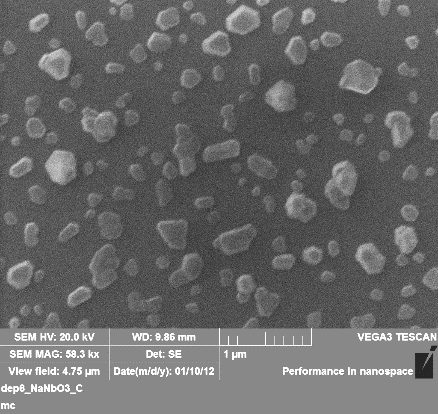 SEM HV: 20.0 kV WD: 9.86 mm VEGA3 TESCAN
SEM MAG: 58.3 kx Det: SE 1 µm
View field: 4.75 µm Date(m/d/y): 01/10/12 Performance in nanospace
dep6_NaNbO3_C
mc